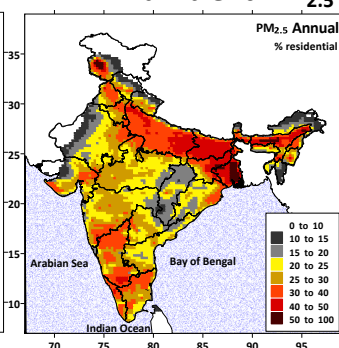 2.5
PM2.5 Annual
% residential
35
30
25
20
15
10
Arabian Sea
Bay of Bengal
Indian Ocean
0 to 10
10 to 15
15 to 20
20 to 25
25 to 30
30 to 40
40 to 50
50 to 100
70
75
80
85
90
95